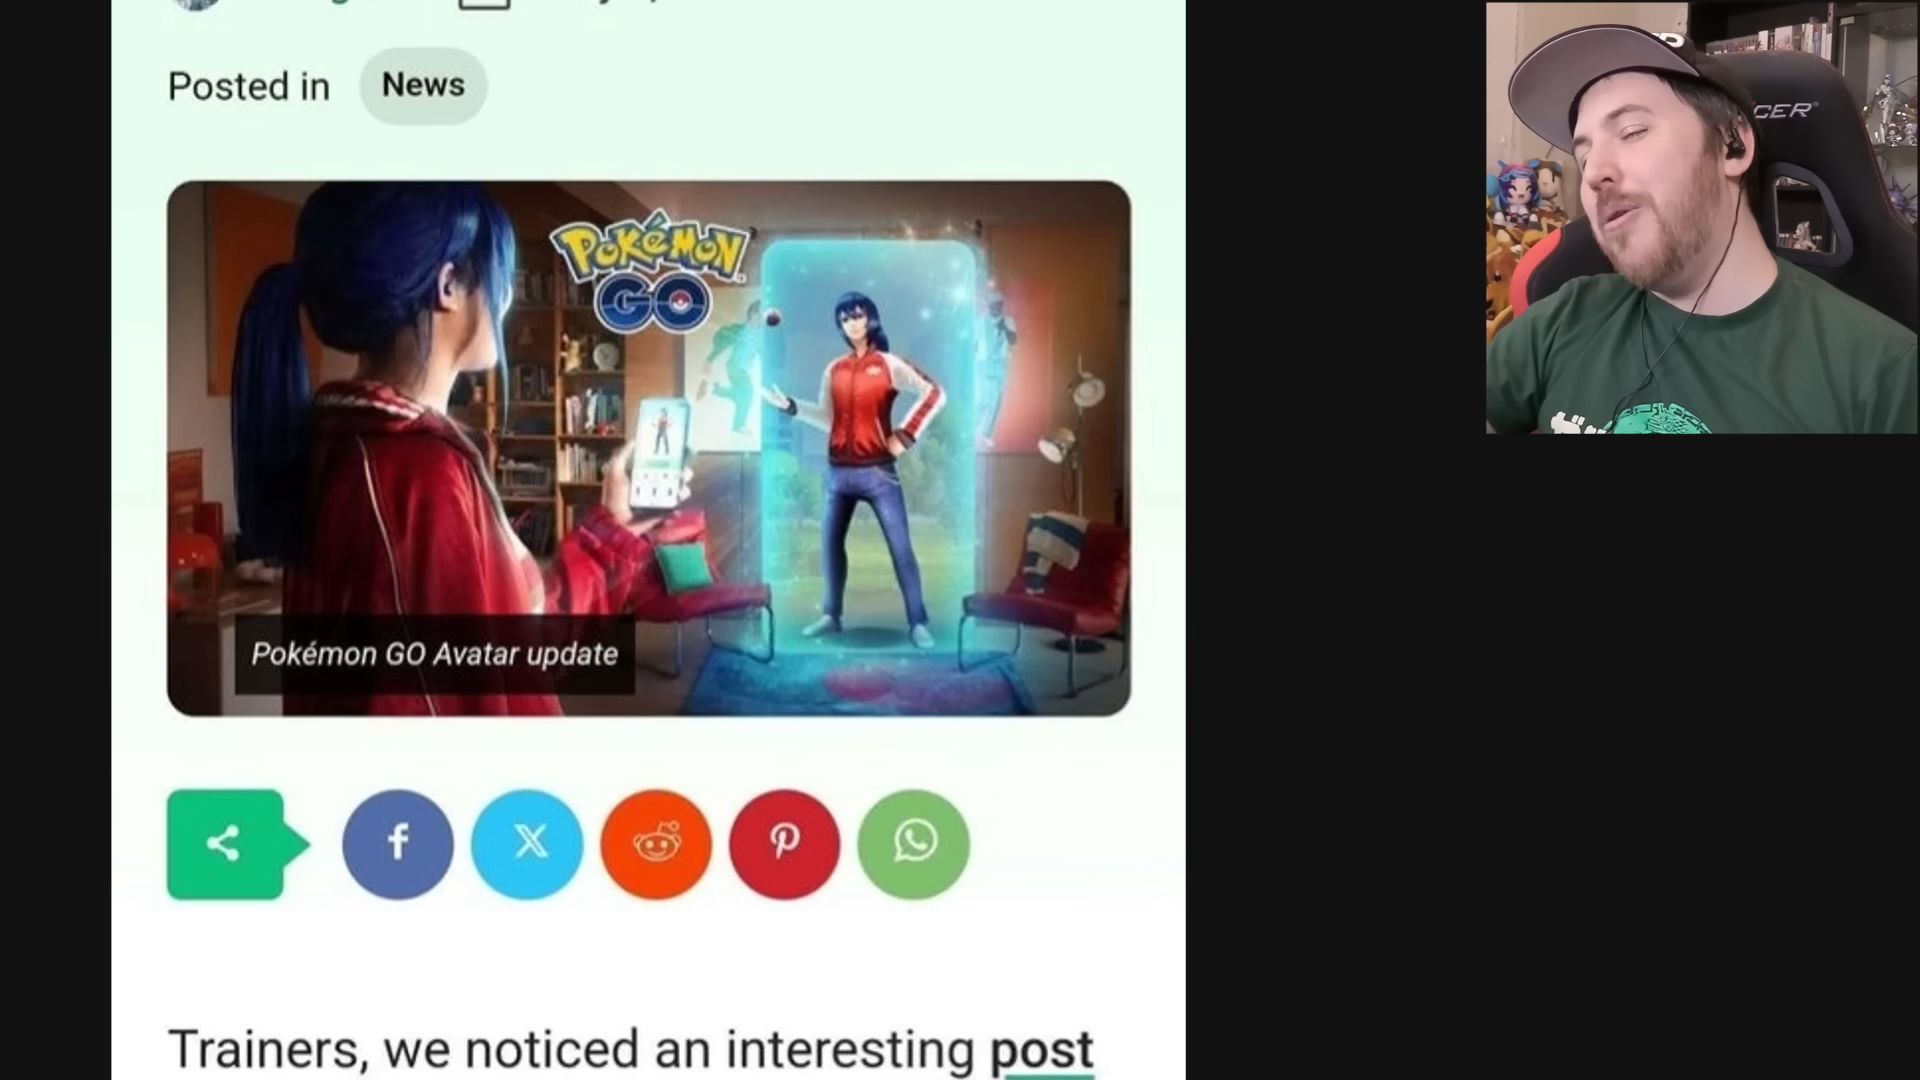 Posted in News
POKÉMON
GO
Pokémon GO Avatar update
Trainers, we noticed an interesting post